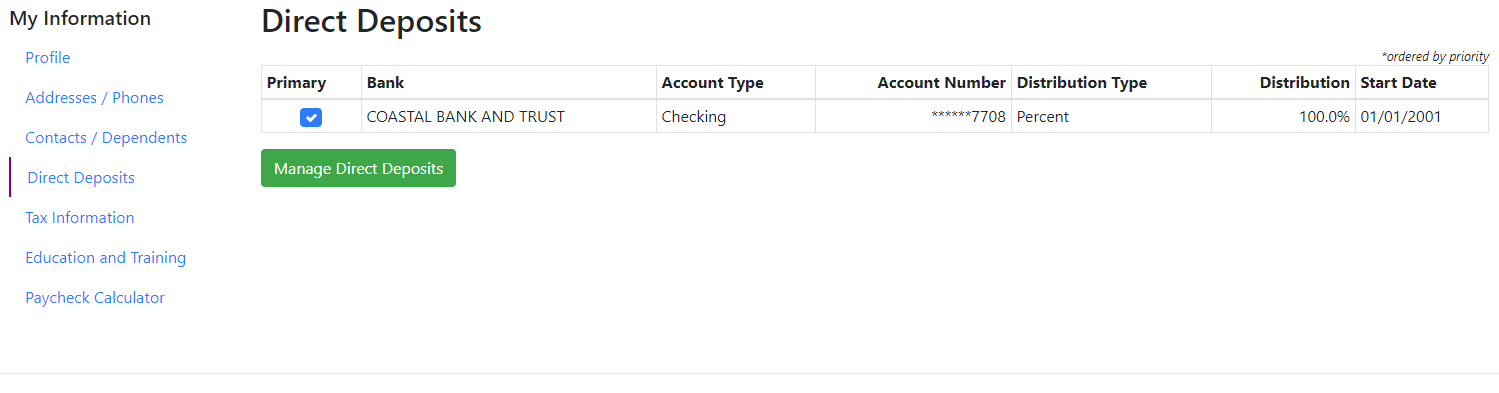 My Information
Profile
Addresses / Phones
Contacts / Dependents
Direct Deposits
Tax Information
Education and Training
Paycheck Calculator
Direct Deposits
*ordered by priority
Primary Bank Account Type Account Number Distribution Type Distribution Start Date
COASTAL BANK AND TRUST Checking ******7708 Percent 100.0% 01/01/2001
Manage Direct Deposits